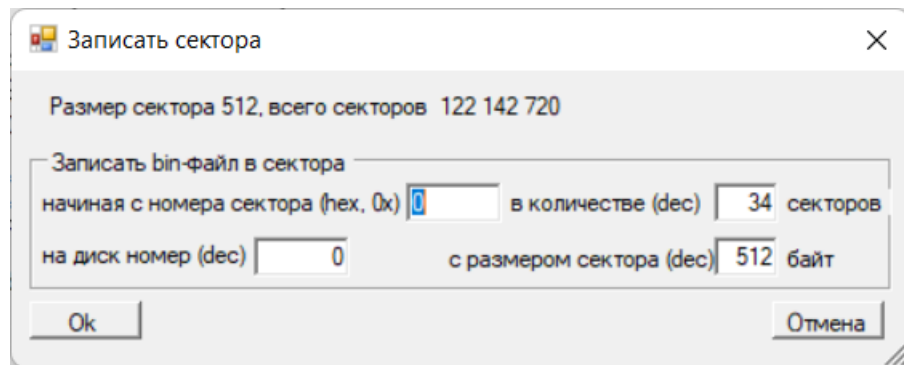 Записать сектора
Размер сектора 512, всего секторов 122 142 720
Записать bin-файл в сектора
начиная с номера сектора (hex, 0x) 0 в количестве (dec) 34 секторов
на диск номер (dec) 0 с размером сектора (dec) 512 байт
Ok Отмена